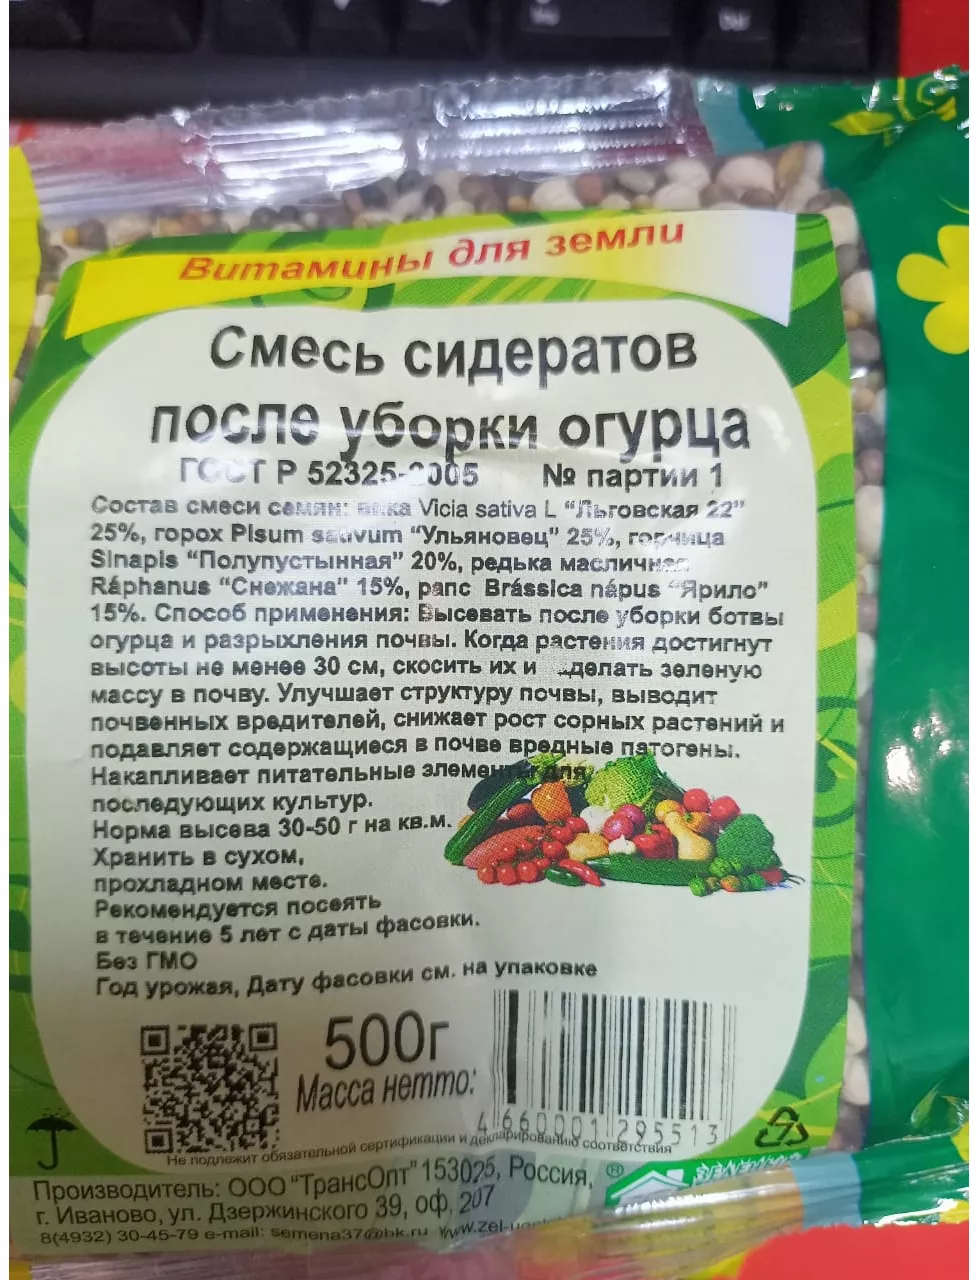 Витамины для земли
Смесь сидератов
после уборки огурца
ГОСТ Р 52325-2005 № партии 1
Состав смеси семян: вика Vicia sativa L "Льговская 22"
25%, горох Pisum sativum "Ульяновец" 25%, горчица
Sinapis "Полупустынная" 20%, редька масличная
Ráphanus "Снежана" 15%, рапс Brássica nápus "Ярило"
15%. Способ применения: Высевать после уборки ботвы
огурца и разрыхления почвы. Когда растения достигнут
высоты не менее 30 см, скосить их и заделать зеленую
массу в почву. Улучшает структуру почвы, выводит
почвенных вредителей, снижает рост сорных растений и
подавляет содержащиеся в почве вредные патогены.
Накапливает питательные элементы для
последующих культур.
Норма высева 30-50 г на кв.м.
Хранить в сухом,
прохладном месте.
Рекомендуется посеять
в течение 5 лет с даты фасовки.
Без ГМО
Год урожая, Дату фасовки см. на упаковке
500г
Масса нетто:
4 660001 295513
Не подлежит обязательной сертификации и декларированию соответствия
Производитель: ООО "ТрансОпт" 153025, Россия,
г. Иваново, ул. Дзержинского 39, оф. 207
8(4932) 30-45-79 e-mail: semena37@bk.ru